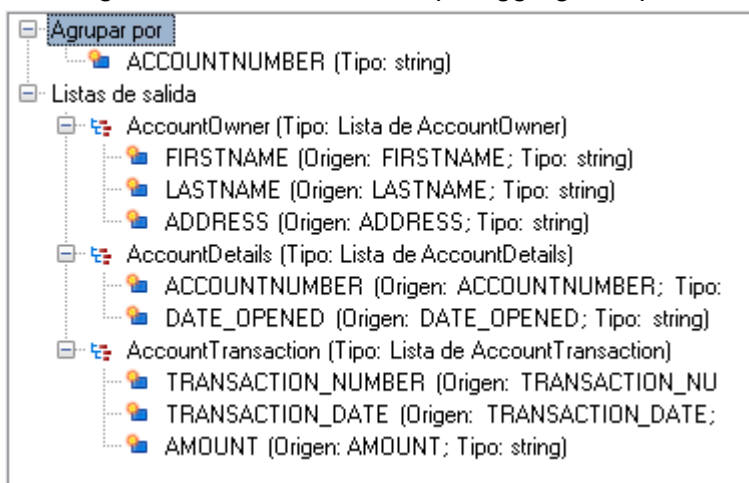 Agrupar por
ACCOUNTNUMBER (Tipo: string)
Listas de salida
AccountOwner (Tipo: Lista de AccountOwner)
FIRSTNAME (Origen: FIRSTNAME; Tipo: string)
LASTNAME (Origen: LASTNAME; Tipo: string)
ADDRESS (Origen: ADDRESS; Tipo: string)
AccountDetails (Tipo: Lista de AccountDetails)
ACCOUNTNUMBER (Origen: ACCOUNTNUMBER; Tipo:
DATE_OPENED (Origen: DATE_OPENED; Tipo: string)
AccountTransaction (Tipo: Lista de AccountTransaction)
TRANSACTION_NUMBER (Origen: TRANSACTION_NU
TRANSACTION_DATE (Origen: TRANSACTION_DATE;
AMOUNT (Origen: AMOUNT; Tipo: string)